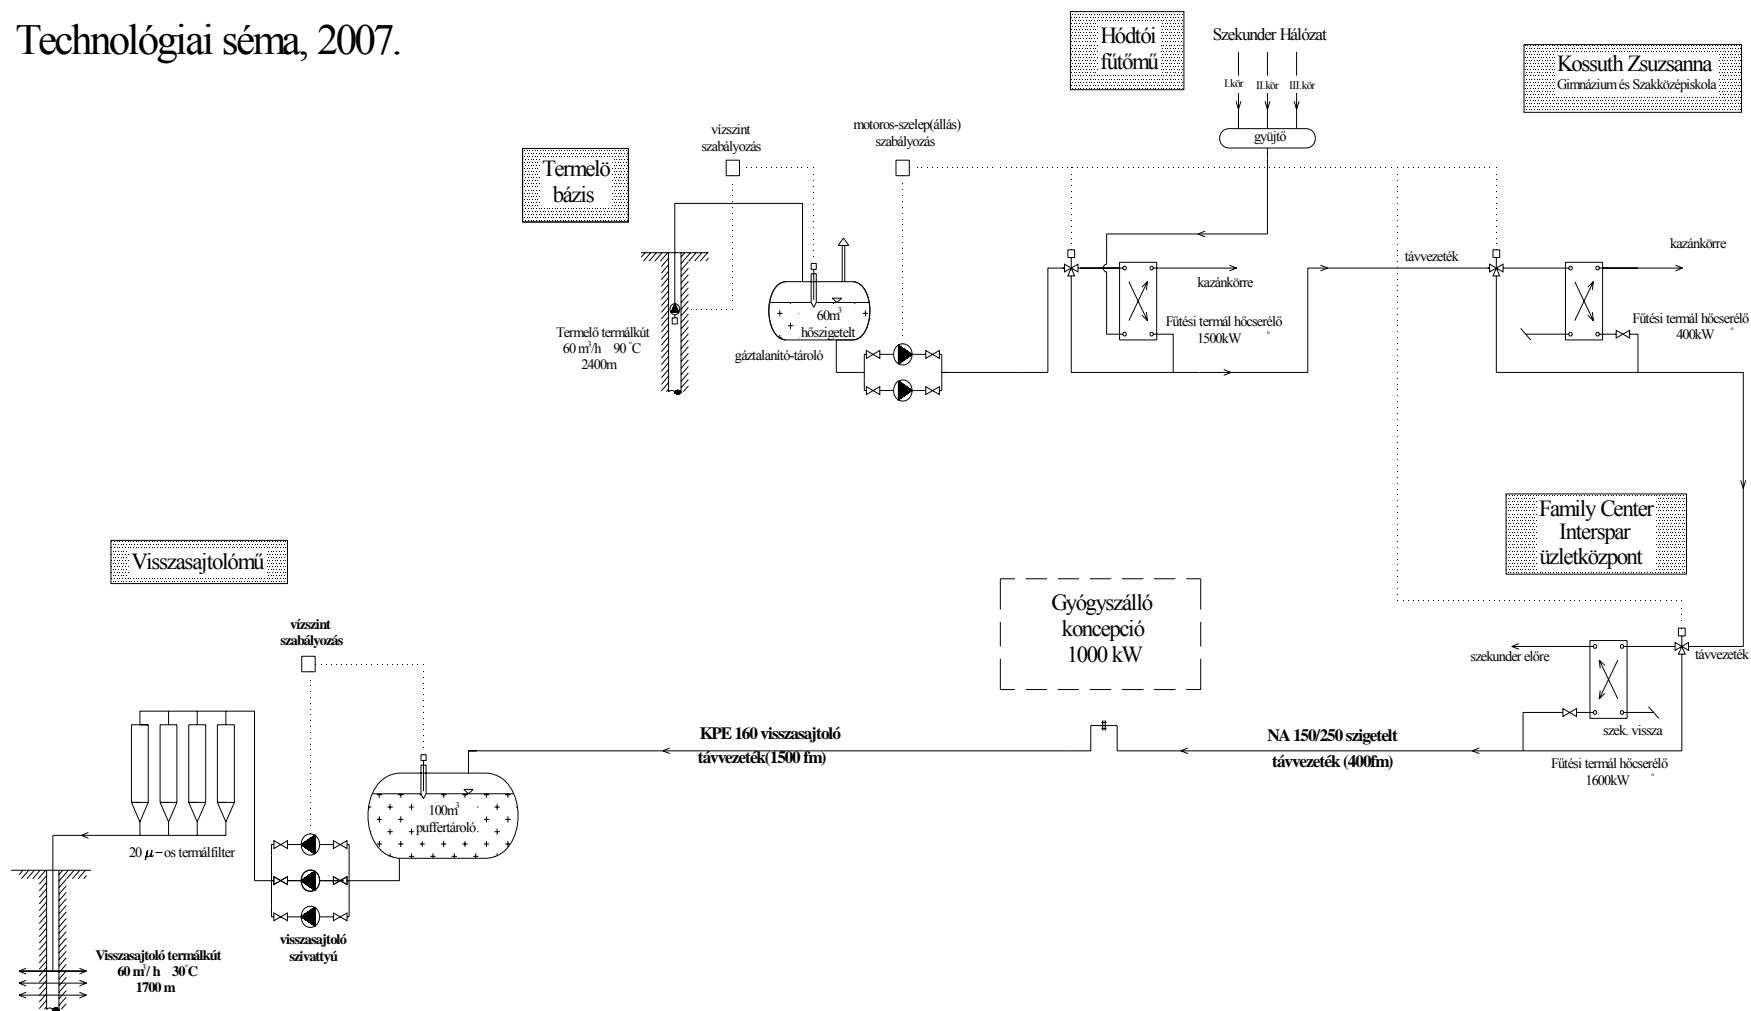 Technológiai séma, 2007.
Hódtói
fűtőmű
Szekunder Hálózat
I.kör
II.kör
III.kör
gyüjtő
Kossuth Zsuzsanna
Gimnázium és Szakközépiskola
vízszint
szabályozás
motoros-szelep(állás)
szabályozás
Termelö
bázis
távvezeték
kazánkörre
kazánkörre
60m³
hőszigetelt
gáztalanító-tároló
Termelő termálkút
60 m³/h 90 °C
2400m
Fűtési termál hőcserélő
1500kW °
Fűtési termál hőcserélő
400kW °
Family Center
Interspar
üzletközpont
Visszasajtolómű
Gyógyszálló
koncepció
1000 kW
vízszint
szabályozás
szekunder előre
távvezeték
szek. vissza
Fűtési termál hőcserélő
1600kW °
KPE 160 visszasajtoló
távvezeték(1500 fm)
NA 150/250 szigetelt
távvezeték (400fm)
100m³
puffertároló.
20 µ-os termálfilter
visszasajtoló
szivattyú
Visszasajtoló termálkút
60 m³/ h 30°C
1700 m